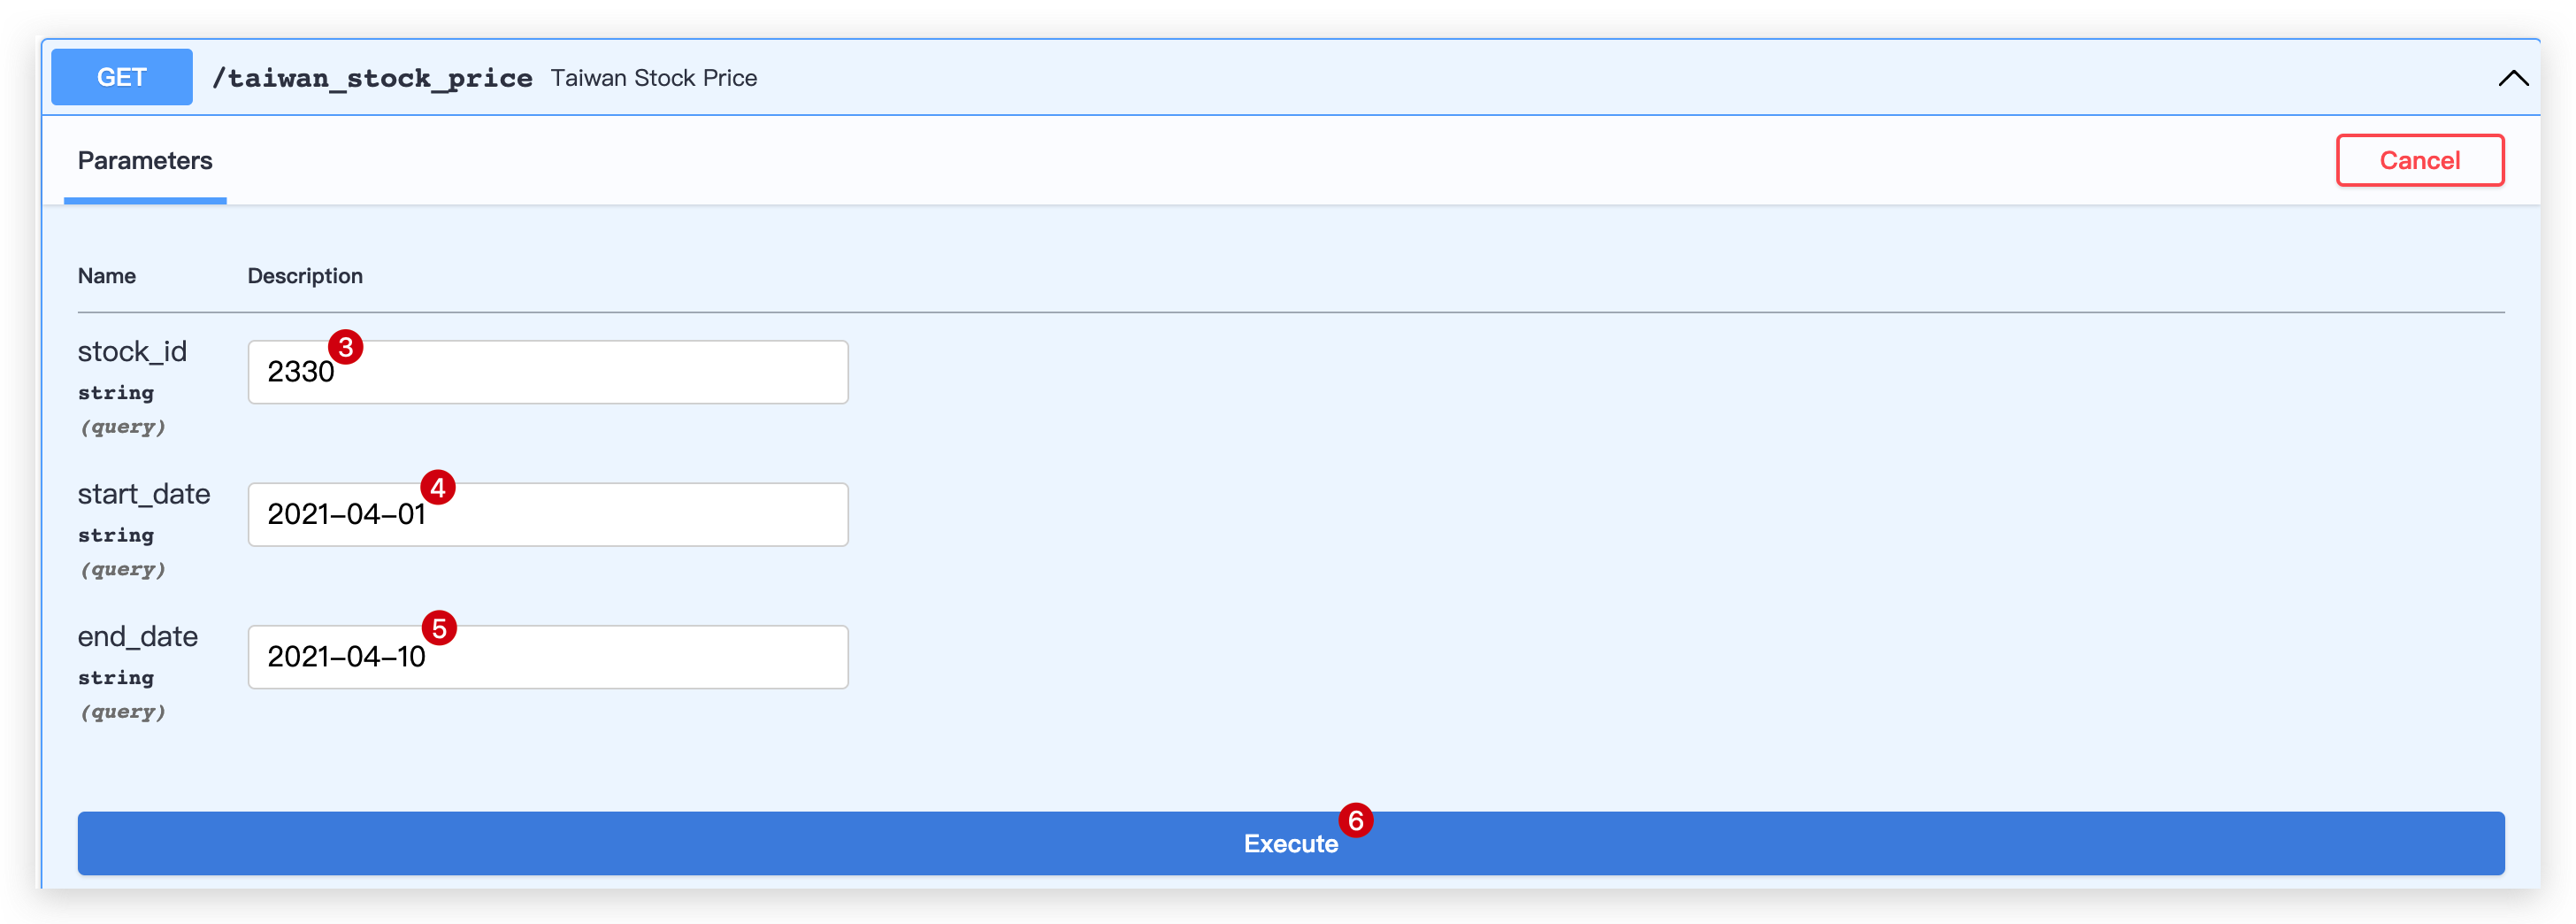 GET /taiwan_stock_price Taiwan Stock Price
Parameters Cancel
Name Description
stock_id
string
(query)
2330 3
start_date
string
(query)
2021-04-01 4
end_date
string
(query)
2021-04-10 5
Execute 6